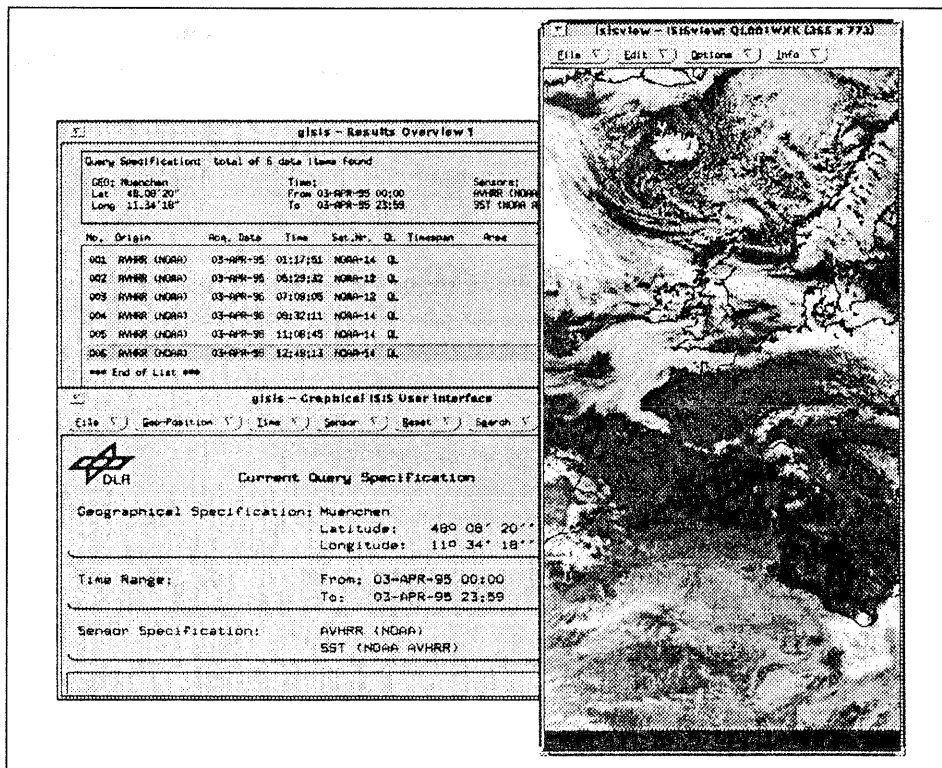 isisview - ISISview: QL001WXK (366 x 773)
File Edit Options Info
gisis - Results Overview 1
Query Specification: total of 6 data items found
GEO: Muenchen Time: Sensors:
Lat 48.08'20" From 03-APR-95 00:00 AVHRR (NOAA
Long 11.34'18" To 03-APR-95 23:59 SST (NOAA A
No. Origin Acq. Date Time Sat.Nr. QL Timespan Area
001 AVHRR (NOAA) 03-APR-95 01:17:51 NOAA-14 QL
002 AVHRR (NOAA) 03-APR-95 05:29:32 NOAA-12 QL
003 AVHRR (NOAA) 03-APR-95 07:09:05 NOAA-12 QL
004 AVHRR (NOAA) 03-APR-95 09:32:11 NOAA-14 QL
005 AVHRR (NOAA) 03-APR-95 11:08:45 NOAA-14 QL
006 AVHRR (NOAA) 03-APR-95 12:49:13 NOAA-14 QL
*** End of List ***
gisis - Graphical ISIS User Interface
File Geo-Position Time Sensor Reset Search
DLR
Current Query Specification
Geographical Specification: Muenchen
Latitude: 48º 08' 20''
Longitude: 11º 34' 18''
Time Range: From: 03-APR-95 00:00
To: 03-APR-95 23:59
Sensor Specification: AVHRR (NOAA)
SST (NOAA AVHRR)